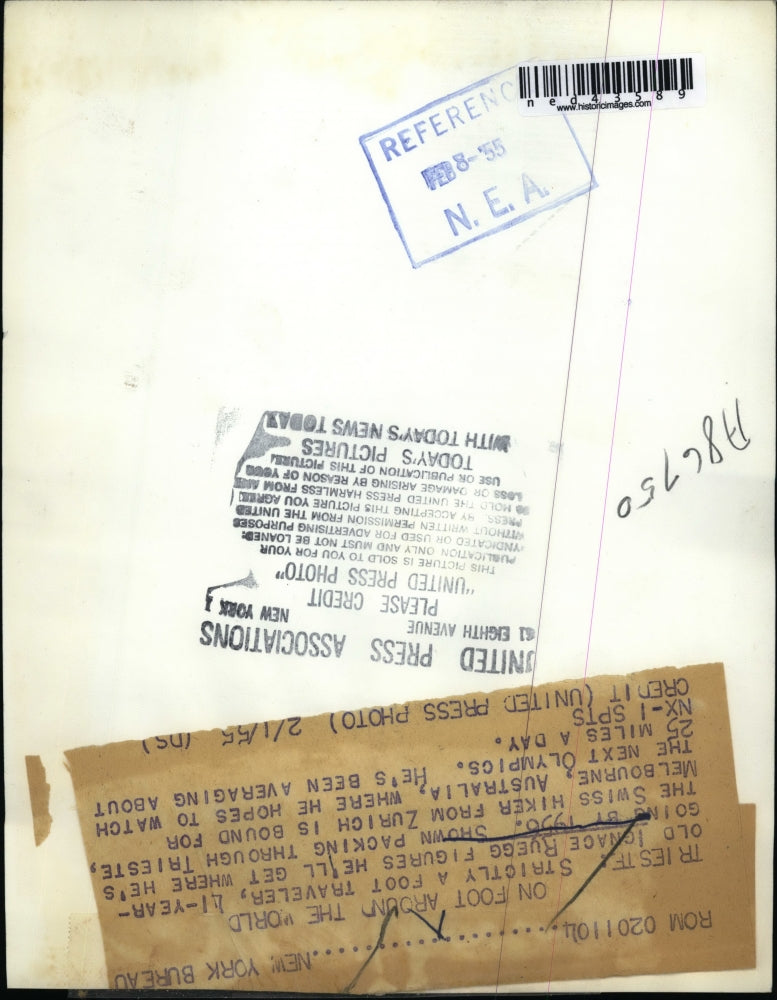 ned43589
www.historicimages.com
REFERENC
FEB 8-'55
N. E. A.
A86750
ROM 0201104....................NEW YORK BUREAU
ON FOOT AROUND THE WORLD
TRIESTE: STRICTLY A FOOT TRAVELER, 41-YEAR-
OLD IGNACE RUEGG FIGURES HE'LL GET WHERE HE'S
GOING BY 1956. SHOWN PACKING THROUGH TRIESTE,
THE SWISS HIKER FROM ZURICH IS BOUND FOR
MELBOURNE, AUSTRALIA, WHERE HE HOPES TO WATCH
THE NEXT OLYMPICS. HE'S BEEN AVERAGING ABOUT
25 MILES A DAY.
NX-1 SPTS
CREDIT (UNITED PRESS PHOTO) 2/1/55 (DS)
UNITED PRESS ASSOCIATIONS
61 EIGHTH AVENUE NEW YORK 1
PLEASE CREDIT
"UNITED PRESS PHOTO"
THIS PICTURE IS SOLD TO YOU FOR YOUR
PUBLICATION ONLY AND MUST NOT BE LOANED,
SYNDICATED OR USED FOR ADVERTISING PURPOSES
WITHOUT WRITTEN PERMISSION FROM THE UNITED
PRESS. BY ACCEPTING THIS PICTURE YOU AGREE
TO HOLD THE UNITED PRESS HARMLESS FROM ANY
LOSS OR DAMAGE ARISING BY REASON OF YOUR
USE OR PUBLICATION OF THIS PICTURE.
TODAY'S PICTURES
WITH TODAY'S NEWS TODAY